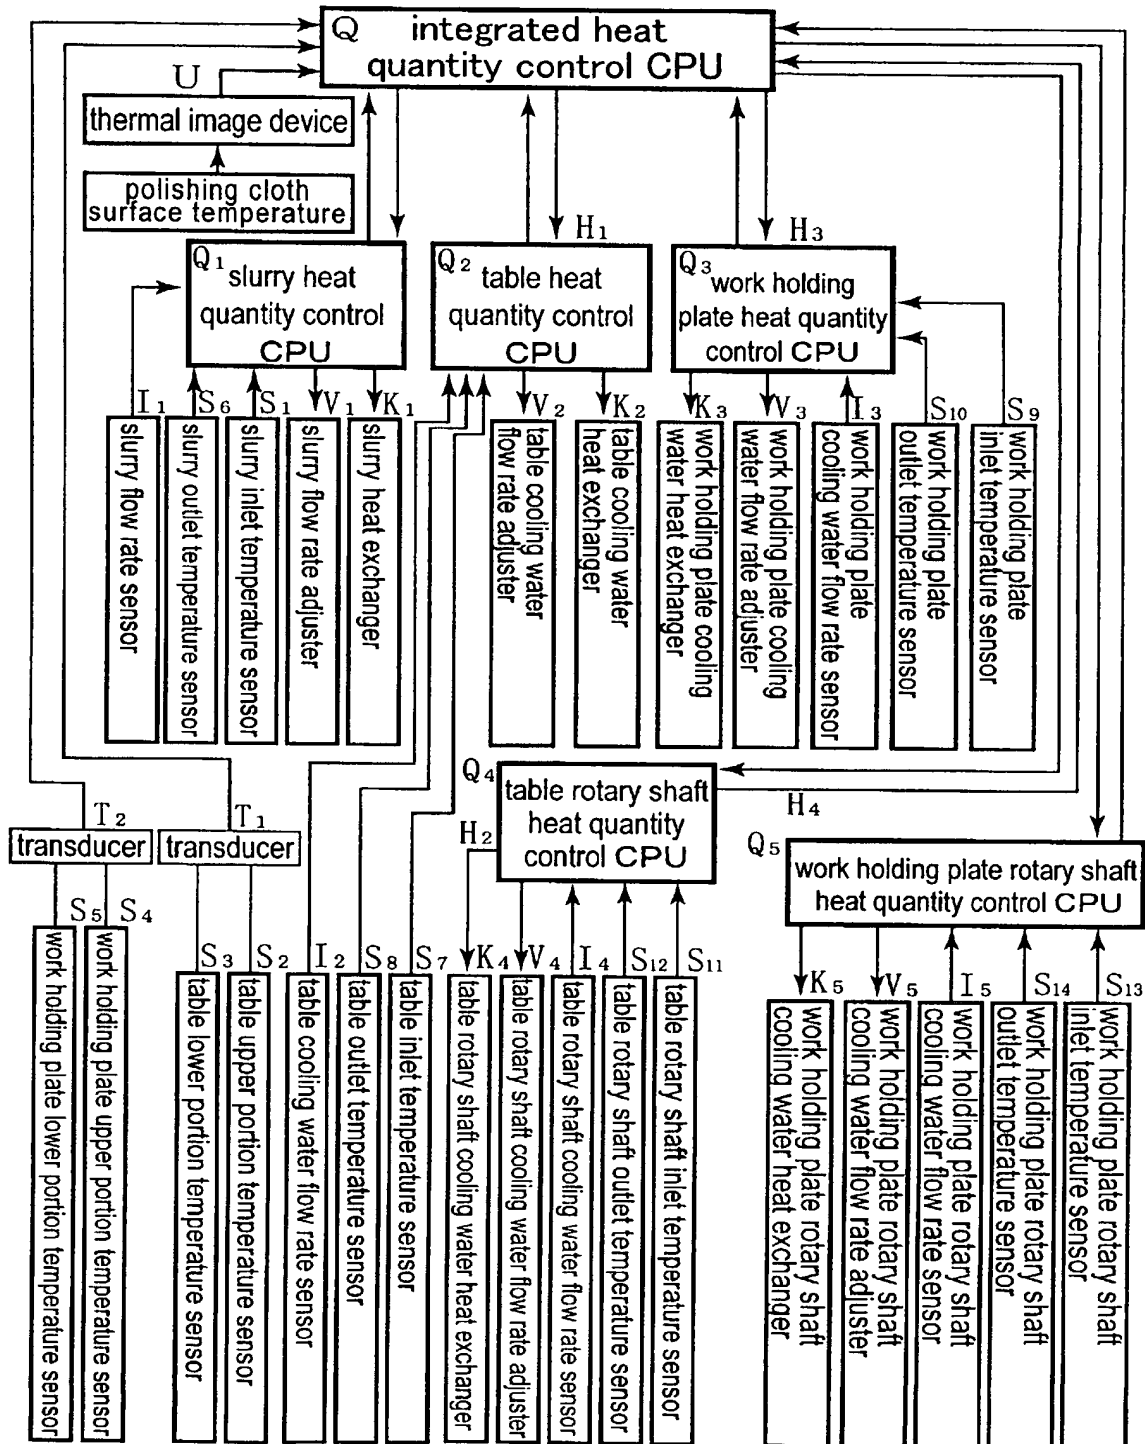 Q integrated heat
quantity control CPU
U
thermal image device
polishing cloth
surface temperature
H1
H3
Q1 slurry heat
quantity control
CPU
Q2 table heat
quantity control
CPU
Q3 work holding
plate heat quantity
control CPU
I1
S6
S1
V1
K1
V2
K2
K3
V3
I3
S10
S9
slurry flow rate sensor
slurry outlet temperature sensor
slurry inlet temperature sensor
slurry flow rate adjuster
slurry heat exchanger
table cooling water
flow rate adjuster
table cooling water
heat exchanger
work holding plate cooling
water heat exchanger
work holding plate cooling
water flow rate adjuster
work holding plate
cooling water flow rate sensor
work holding plate
outlet temperature sensor
work holding plate
inlet temperature sensor
Q4
table rotary shaft
heat quantity
control CPU
H2
H4
T2
transducer
T1
transducer
Q5
work holding plate rotary shaft
heat quantity control CPU
S5
S4
S3
S2
I2
S8
S7
K4
V4
I4
S12
S11
K5
V5
I5
S14
S13
work holding plate lower portion temperature sensor
work holding plate upper portion temperature sensor
table lower portion temperature sensor
table upper portion temperature sensor
table cooling water flow rate sensor
table outlet temperature sensor
table inlet temperature sensor
table rotary shaft cooling water heat exchanger
table rotary shaft cooling water flow rate adjuster
table rotary shaft cooling water flow rate sensor
table rotary shaft outlet temperature sensor
table rotary shaft inlet temperature sensor
work holding plate rotary shaft
cooling water heat exchanger
work holding plate rotary shaft
cooling water flow rate adjuster
work holding plate rotary shaft
cooling water flow rate sensor
work holding plate rotary shaft
outlet temperature sensor
work holding plate rotary shaft
inlet temperature sensor